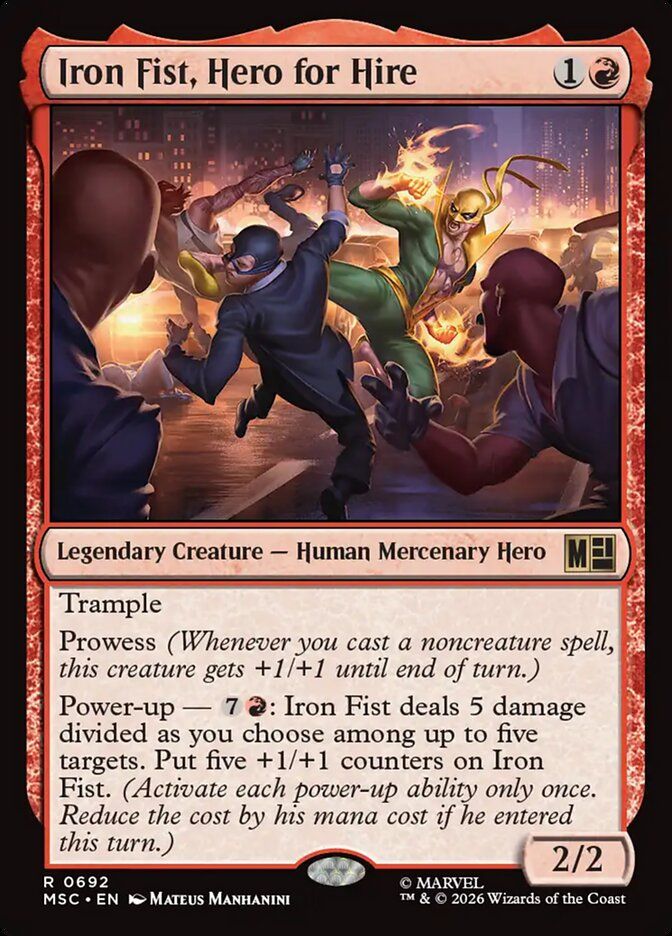 Iron Fist, Hero for Hire 1
Legendary Creature — Human Mercenary Hero
Trample
Prowess (Whenever you cast a noncreature spell,
this creature gets +1/+1 until end of turn.)
Power-up — 7: Iron Fist deals 5 damage
divided as you choose among up to five
targets. Put five +1/+1 counters on Iron
Fist. (Activate each power-up ability only once.
Reduce the cost by his mana cost if he entered
this turn.)
2/2
R 0692
MSC • EN Mateus Manhanini
© MARVEL
™ & © 2026 Wizards of the Coast